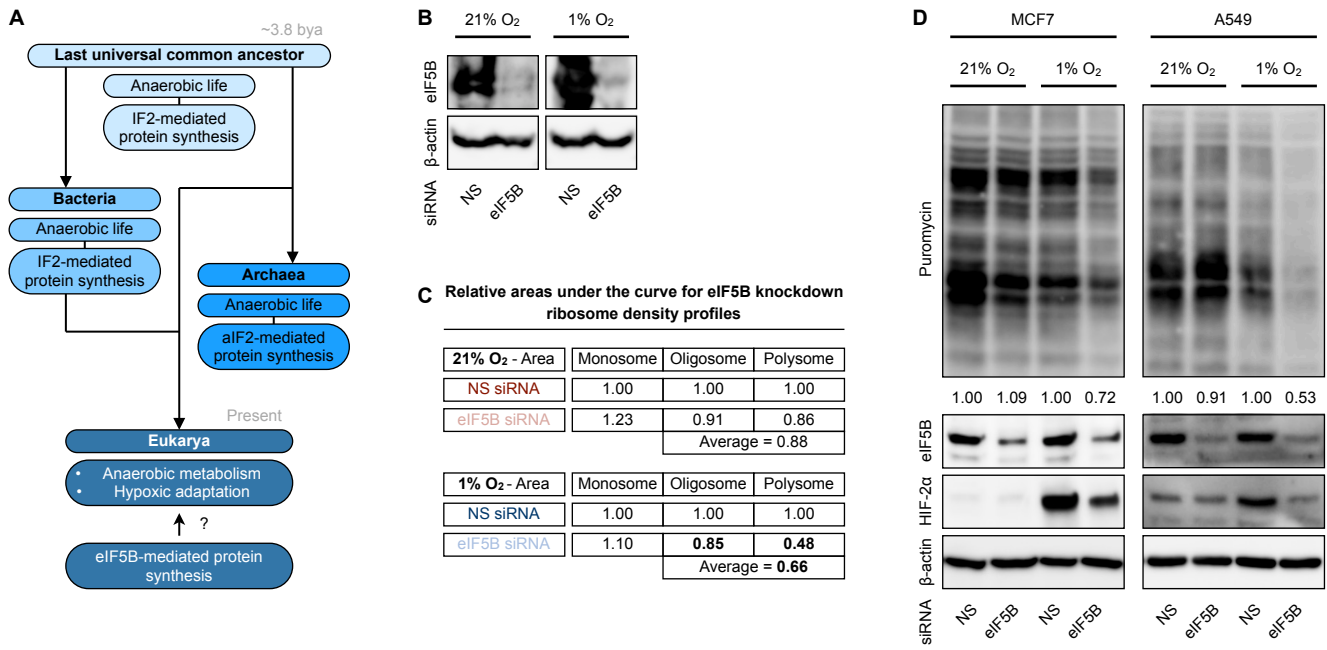 A
~3.8 bya
Last universal common ancestor
Anaerobic life
IF2-mediated
protein synthesis
Bacteria
Anaerobic life
IF2-mediated
protein synthesis
Archaea
Anaerobic life
aIF2-mediated
protein synthesis
Present
Eukarya
• Anaerobic metabolism
• Hypoxic adaptation
?
eIF5B-mediated protein
synthesis
B
21% O₂ 1% O₂
eIF5B
β-actin
siRNA NS eIF5B NS eIF5B
C Relative areas under the curve for eIF5B knockdown
ribosome density profiles
21% O₂ - Area Monosome Oligosome Polysome
NS siRNA 1.00 1.00 1.00
eIF5B siRNA 1.23 0.91 0.86
Average = 0.88
1% O₂ - Area Monosome Oligosome Polysome
NS siRNA 1.00 1.00 1.00
eIF5B siRNA 1.10 0.85 0.48
Average = 0.66
D
MCF7 A549
21% O₂ 1% O₂ 21% O₂ 1% O₂
Puromycin
1.00 1.09 1.00 0.72 1.00 0.91 1.00 0.53
eIF5B
HIF-2α
β-actin
siRNA NS eIF5B NS eIF5B NS eIF5B NS eIF5B